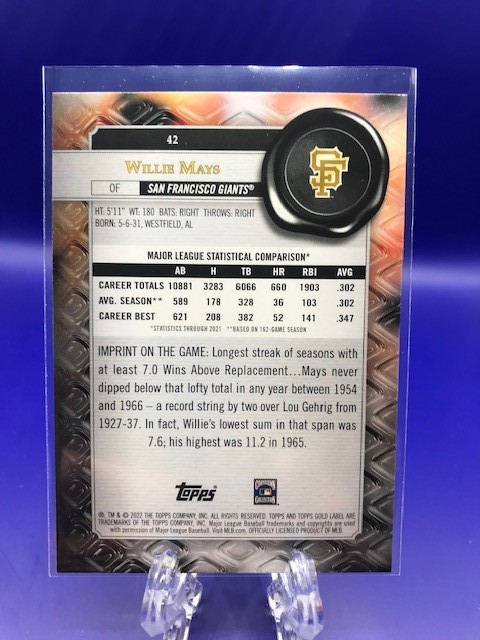 42
WILLIE MAYS
SF
OF SAN FRANCISCO GIANTS®
HT: 5'11" WT: 180 BATS: RIGHT THROWS: RIGHT
BORN: 5-6-31, WESTFIELD, AL
MAJOR LEAGUE STATISTICAL COMPARISON*
AB H TB HR RBI AVG
CAREER TOTALS 10881 3283 6066 660 1903 .302
AVG. SEASON** 589 178 328 36 103 .302
CAREER BEST 621 208 382 52 141 .347
*STATISTICS THROUGH 2021 **BASED ON 162-GAME SEASON
IMPRINT ON THE GAME: Longest streak of seasons with
at least 7.0 Wins Above Replacement...Mays never
dipped below that lofty total in any year between 1954
and 1966 – a record string by two over Lou Gehrig from
1927-37. In fact, Willie's lowest sum in that span was
7.6; his highest was 11.2 in 1965.
Topps
®, TM & © 2022 THE TOPPS COMPANY, INC. ALL RIGHTS RESERVED. TOPPS AND TOPPS GOLD LABEL ARE
TRADEMARKS OF THE TOPPS COMPANY, INC. Major League Baseball trademarks and copyrights are used
with permission of Major League Baseball. Visit MLB.com. OFFICIALLY LICENSED PRODUCT OF MLB.